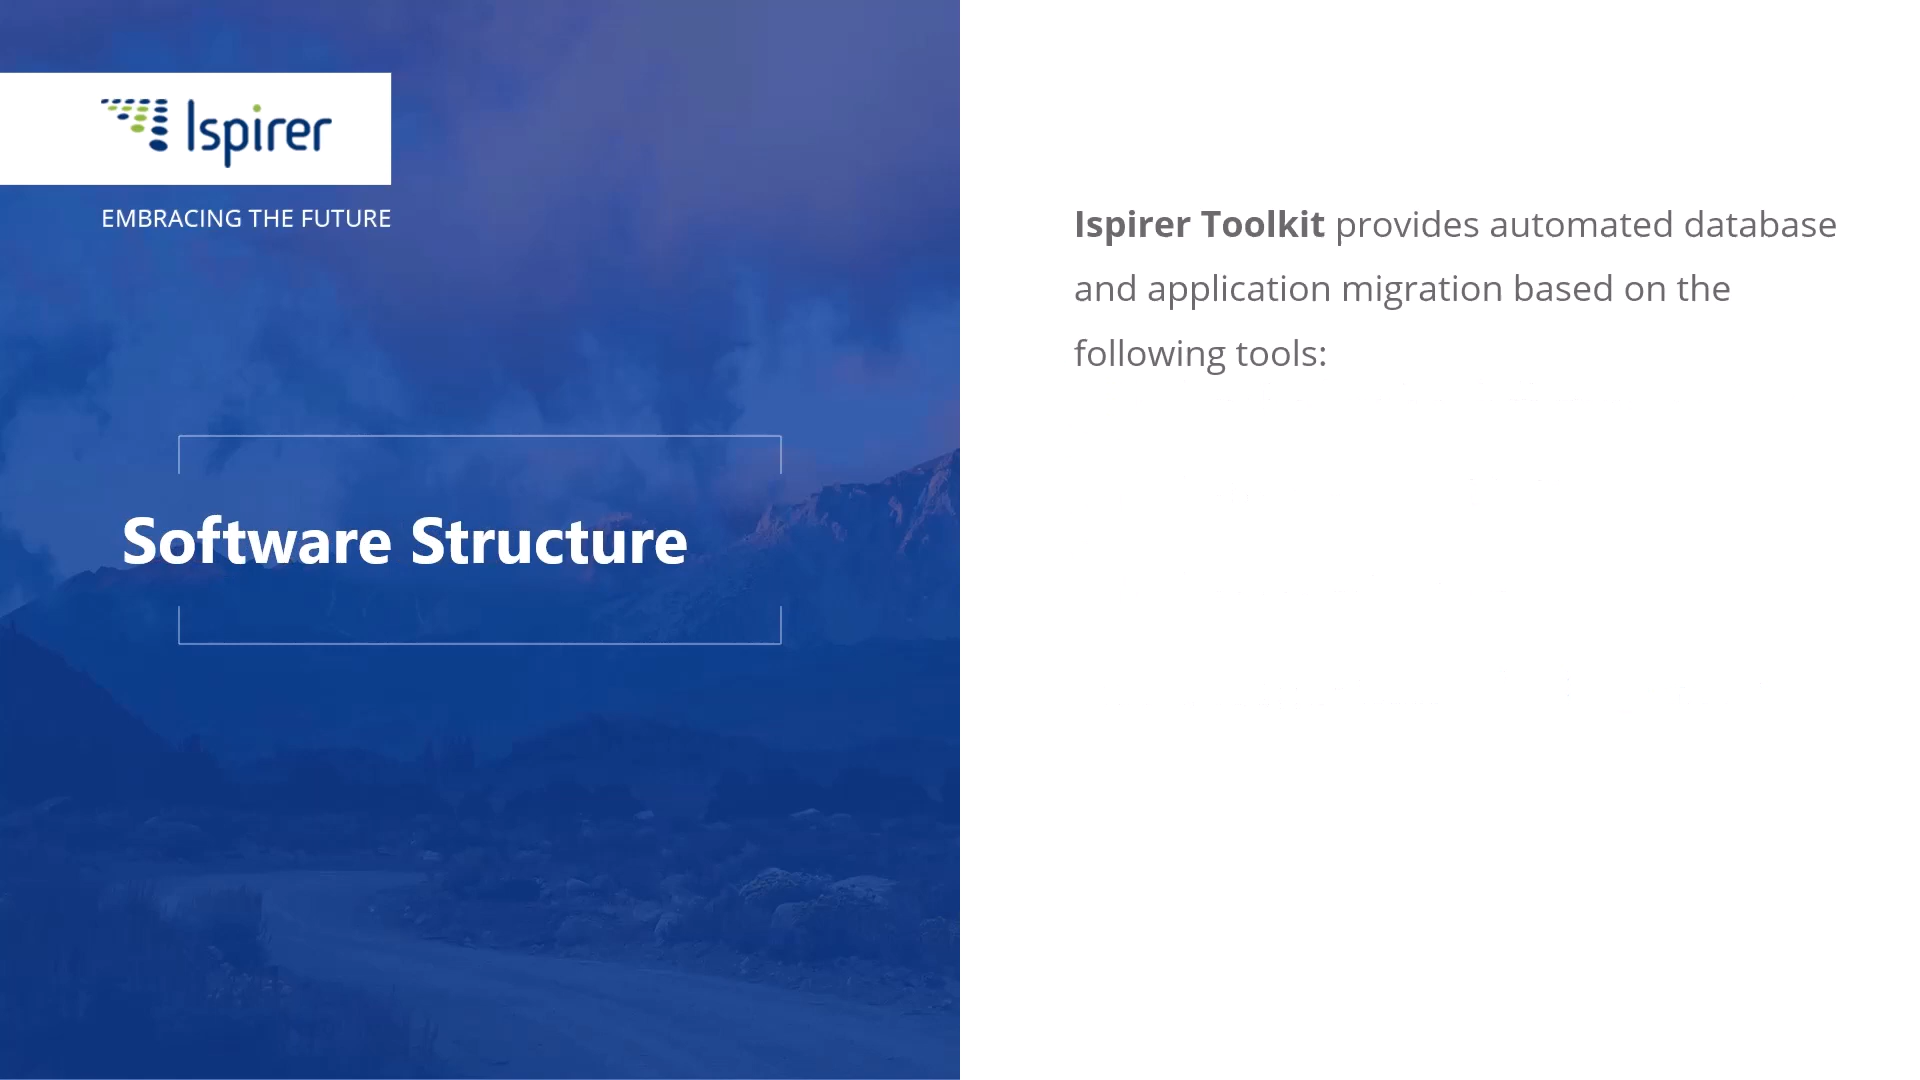 Ispirer
EMBRACING THE FUTURE
Software Structure
Ispirer Toolkit provides automated database
and application migration based on the
following tools: